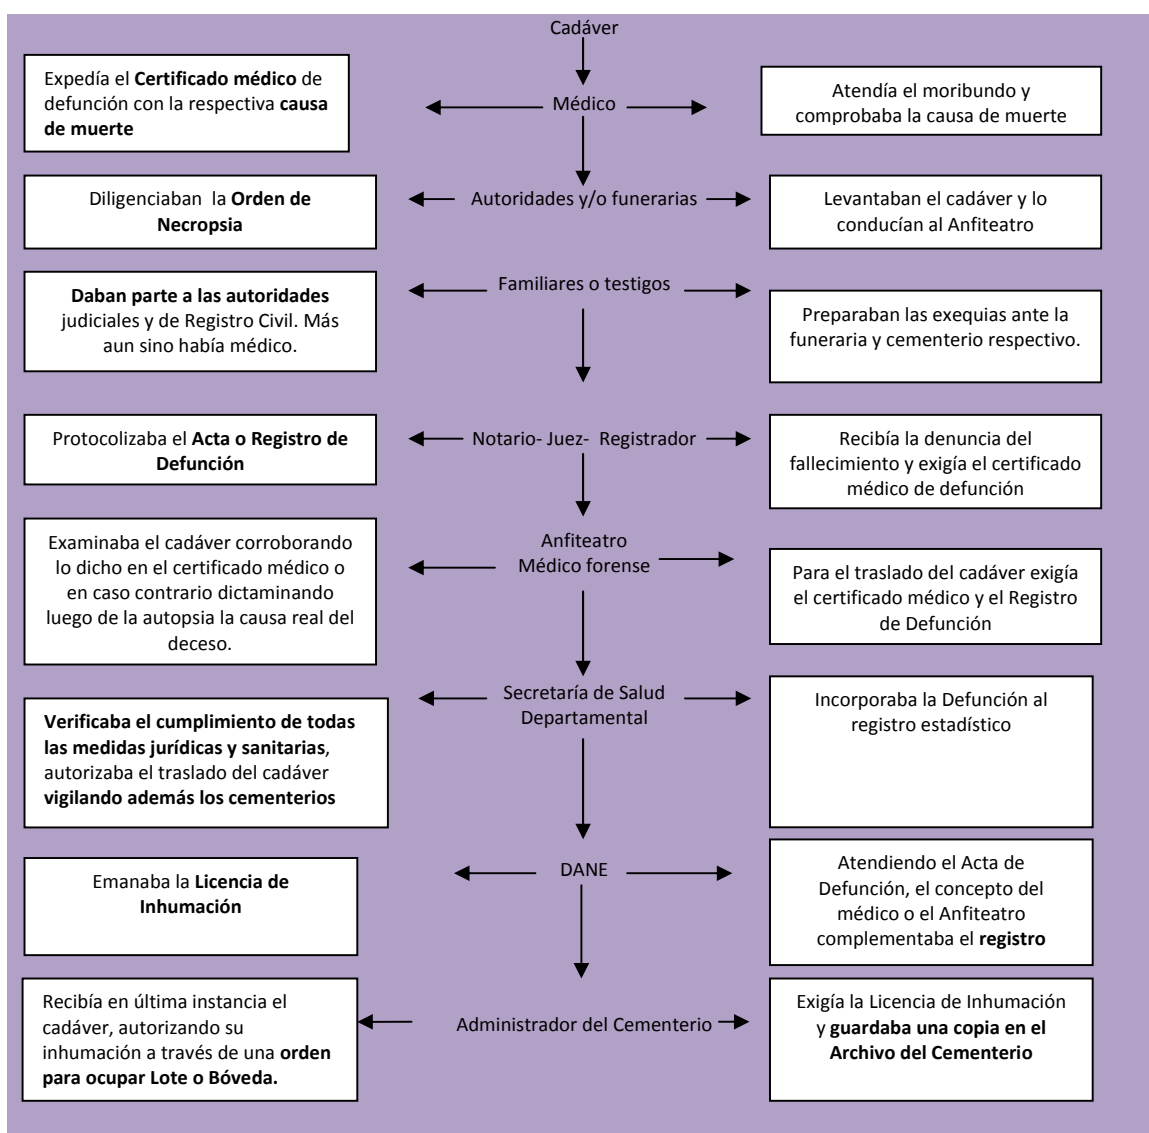 Cadáver
Expedía el Certificado médico de
defunción con la respectiva causa
de muerte
Médico
Atendía el moribundo y
comprobaba la causa de muerte
Diligenciaban la Orden de
Necropsia
Autoridades y/o funerarias
Levantaban el cadáver y lo
conducían al Anfiteatro
Daban parte a las autoridades
judiciales y de Registro Civil. Más
aun sino había médico.
Familiares o testigos
Preparaban las exequias ante la
funeraria y cementerio respectivo.
Protocolizaba el Acta o Registro de
Defunción
Notario- Juez- Registrador
Recibía la denuncia del
fallecimiento y exigía el certificado
médico de defunción
Examinaba el cadáver corroborando
lo dicho en el certificado médico o
en caso contrario dictaminando
luego de la autopsia la causa real del
deceso.
Anfiteatro
Médico forense
Para el traslado del cadáver exigía
el certificado médico y el Registro
de Defunción
Verificaba el cumplimiento de todas
las medidas jurídicas y sanitarias,
autorizaba el traslado del cadáver
vigilando además los cementerios
Secretaría de Salud
Departamental
Incorporaba la Defunción al
registro estadístico
Emanaba la Licencia de
Inhumación
DANE
Atendiendo el Acta de
Defunción, el concepto del
médico o el Anfiteatro
complementaba el registro
Recibía en última instancia el
cadáver, autorizando su
inhumación a través de una orden
para ocupar Lote o Bóveda.
Administrador del Cementerio
Exigía la Licencia de Inhumación
y guardaba una copia en el
Archivo del Cementerio